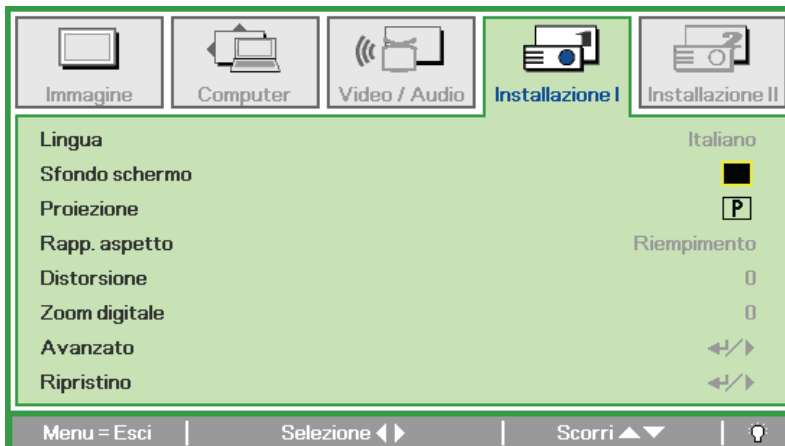 Immagine Computer Video / Audio Installazione I Installazione II
Lingua Italiano
Sfondo schermo
Proiezione P
Rapp. aspetto Riempimento
Distorsione 0
Zoom digitale 0
Avanzato
Ripristino
Menu = Esci Selezione Scorri